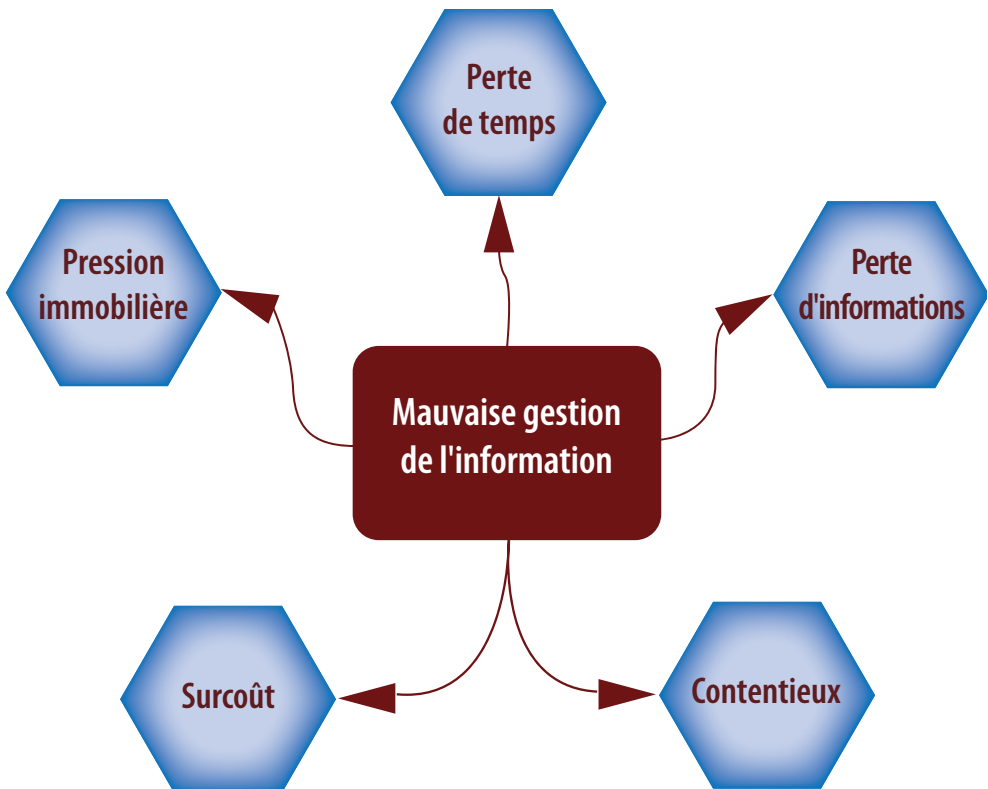 Perte
de temps
Pression
immobilière
Perte
d'informations
Mauvaise gestion
de l'information
Surcoût
Contentieux